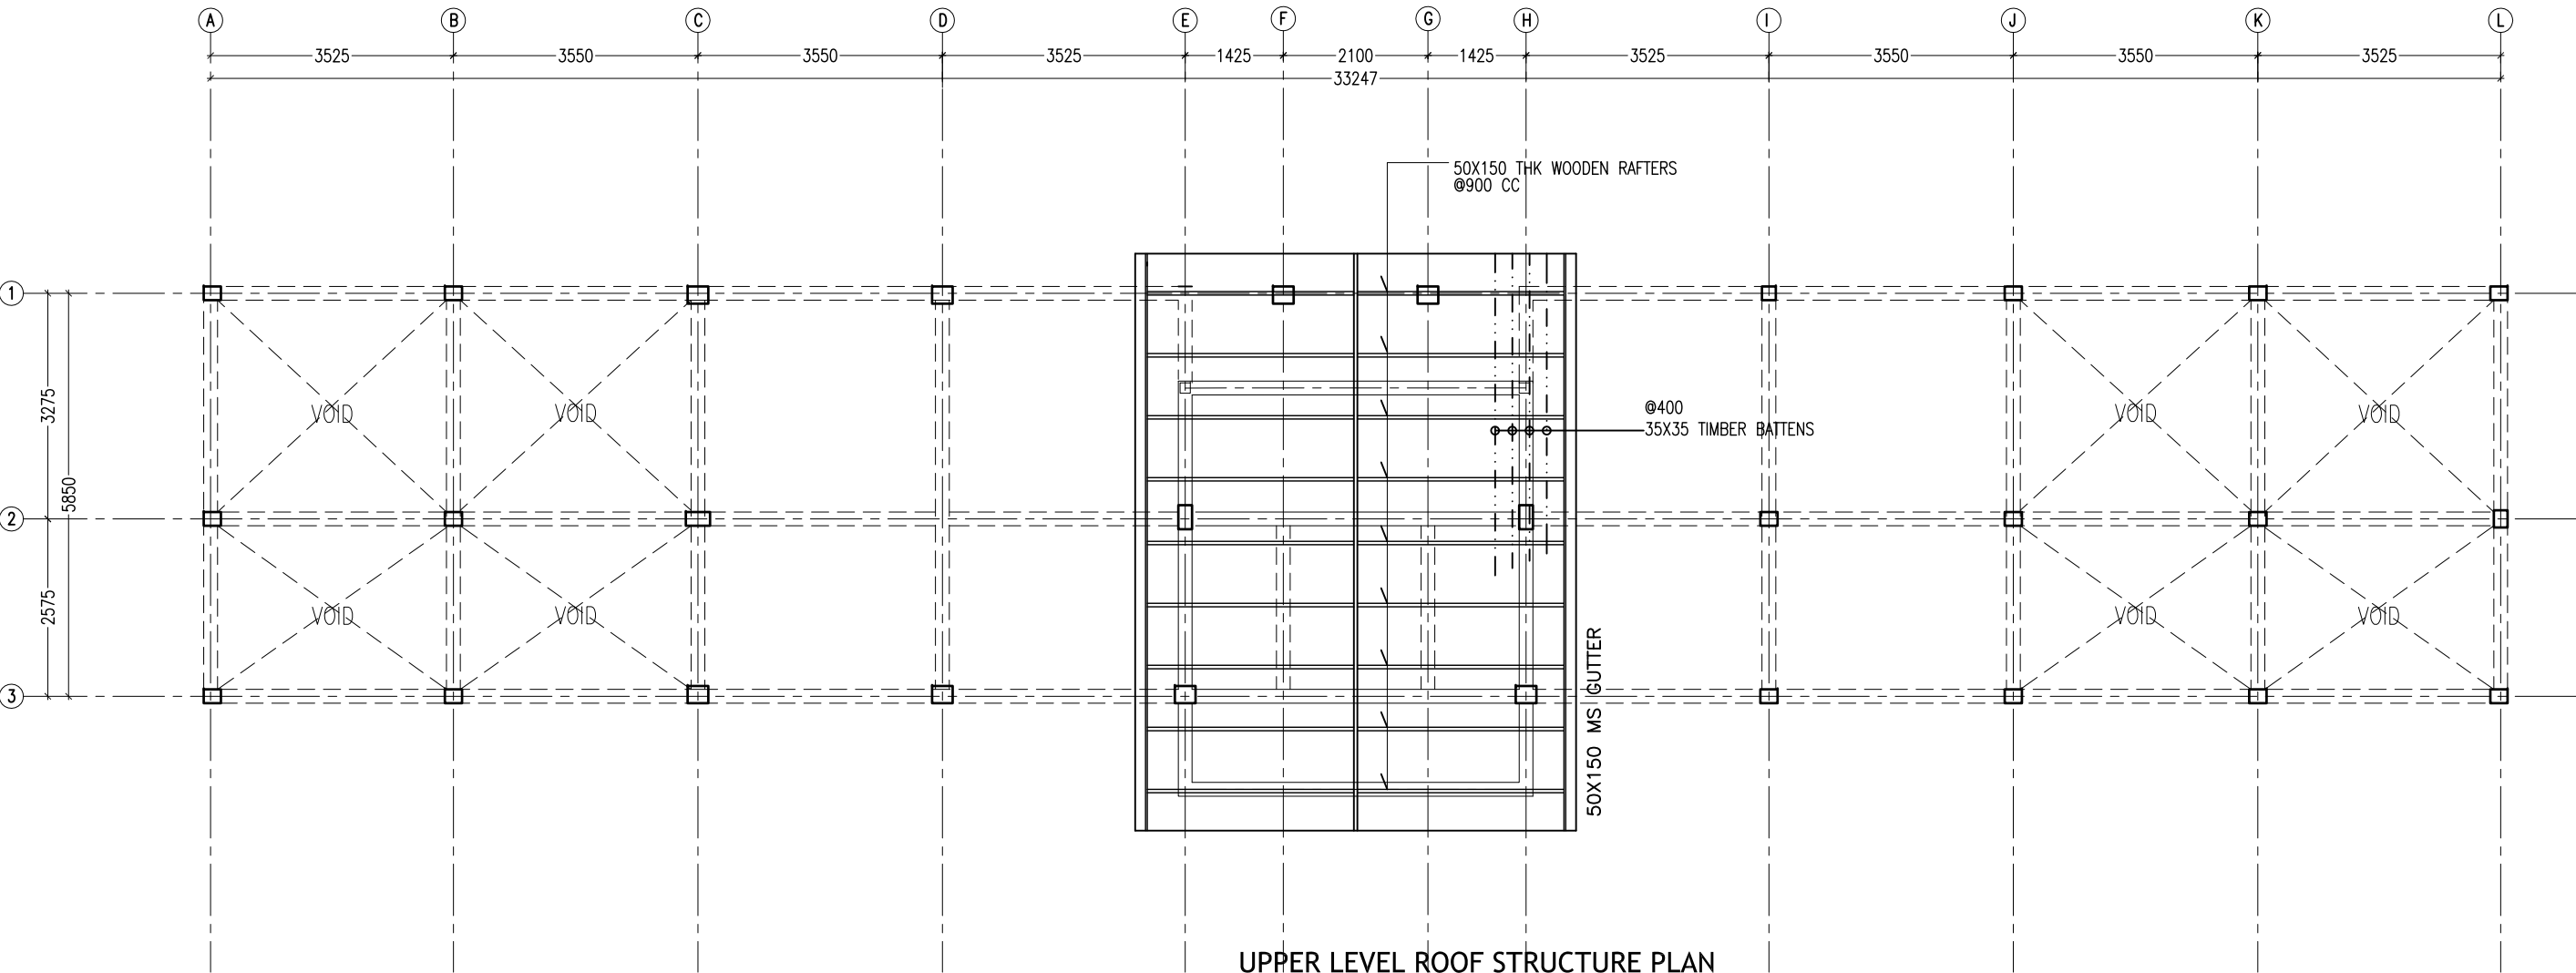 A B C D E F G H I J K L
3525 3550 3550 3525 1425 2100 1425 3525 3550 3550 3525
33247
50X150 THK WOODEN RAFTERS
@900 CC
1
3275
5850
VOID VOID VOID VOID
@400
35X35 TIMBER BATTENS
2
2575
VOID VOID VOID VOID
50X150 MS GUTTER
3
UPPER LEVEL ROOF STRUCTURE PLAN